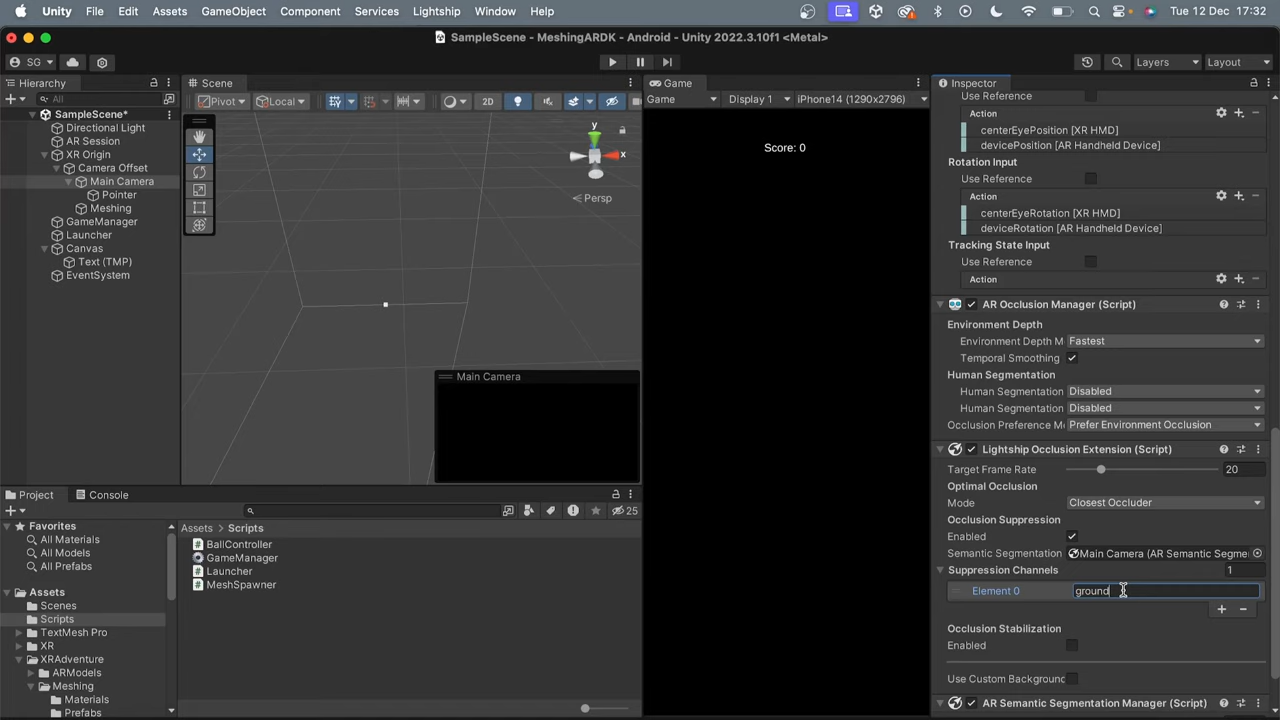 Unity File Edit Assets GameObject Component Services Lightship Window Help Tue 12 Dec 17:32
SampleScene - MeshingARDK - Android - Unity 2022.3.10f1 <Metal>
SG Layers Layout
Hierarchy
All
SampleScene*
Directional Light
AR Session
XR Origin
Camera Offset
Main Camera
Pointer
Meshing
GameManager
Launcher
Canvas
Text (TMP)
EventSystem
Scene
Pivot Local 2D
y
x
Persp
Main Camera
Game
Game Display 1 iPhone14 (1290x2796)
Score: 0
Inspector
Use Reference
Action
centerEyePosition [XR HMD]
devicePosition [AR Handheld Device]
Rotation Input
Use Reference
Action
centerEyeRotation [XR HMD]
deviceRotation [AR Handheld Device]
Tracking State Input
Use Reference
Action
AR Occlusion Manager (Script)
Environment Depth
Environment Depth M Fastest
Temporal Smoothing
Human Segmentation
Human Segmentation Disabled
Human Segmentation Disabled
Occlusion Preference M Prefer Environment Occlusion
Lightship Occlusion Extension (Script)
Target Frame Rate 20
Optimal Occlusion
Mode Closest Occluder
Occlusion Suppression
Enabled
Semantic Segmentation Main Camera (AR Semantic Segme
Suppression Channels 1
Element 0 ground
Occlusion Stabilization
Enabled
Use Custom Background
AR Semantic Segmentation Manager (Script)
Project Console
25
Favorites
All Materials
All Models
All Prefabs
Assets
Scenes
Scripts
TextMesh Pro
XR
XRAdventure
ARModels
Meshing
Materials
Prefabs
Assets Scripts
BallController
GameManager
Launcher
MeshSpawner